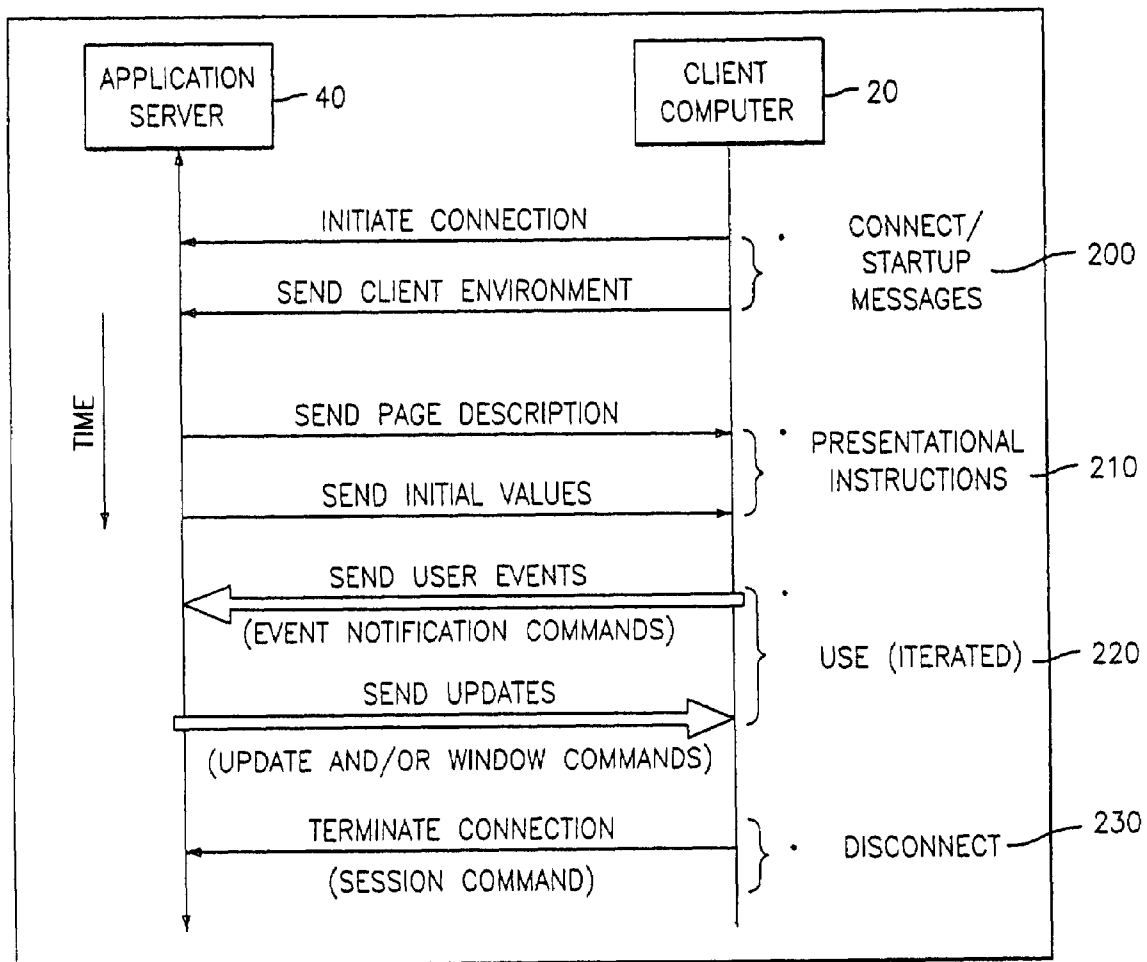 APPLICATION
SERVER
40
CLIENT
COMPUTER
20
INITIATE CONNECTION
SEND CLIENT ENVIRONMENT
CONNECT/
STARTUP
MESSAGES
200
TIME
SEND PAGE DESCRIPTION
SEND INITIAL VALUES
PRESENTATIONAL
INSTRUCTIONS
210
SEND USER EVENTS
(EVENT NOTIFICATION COMMANDS)
SEND UPDATES
(UPDATE AND/OR WINDOW COMMANDS)
USE (ITERATED)
220
TERMINATE CONNECTION
(SESSION COMMAND)
DISCONNECT
230